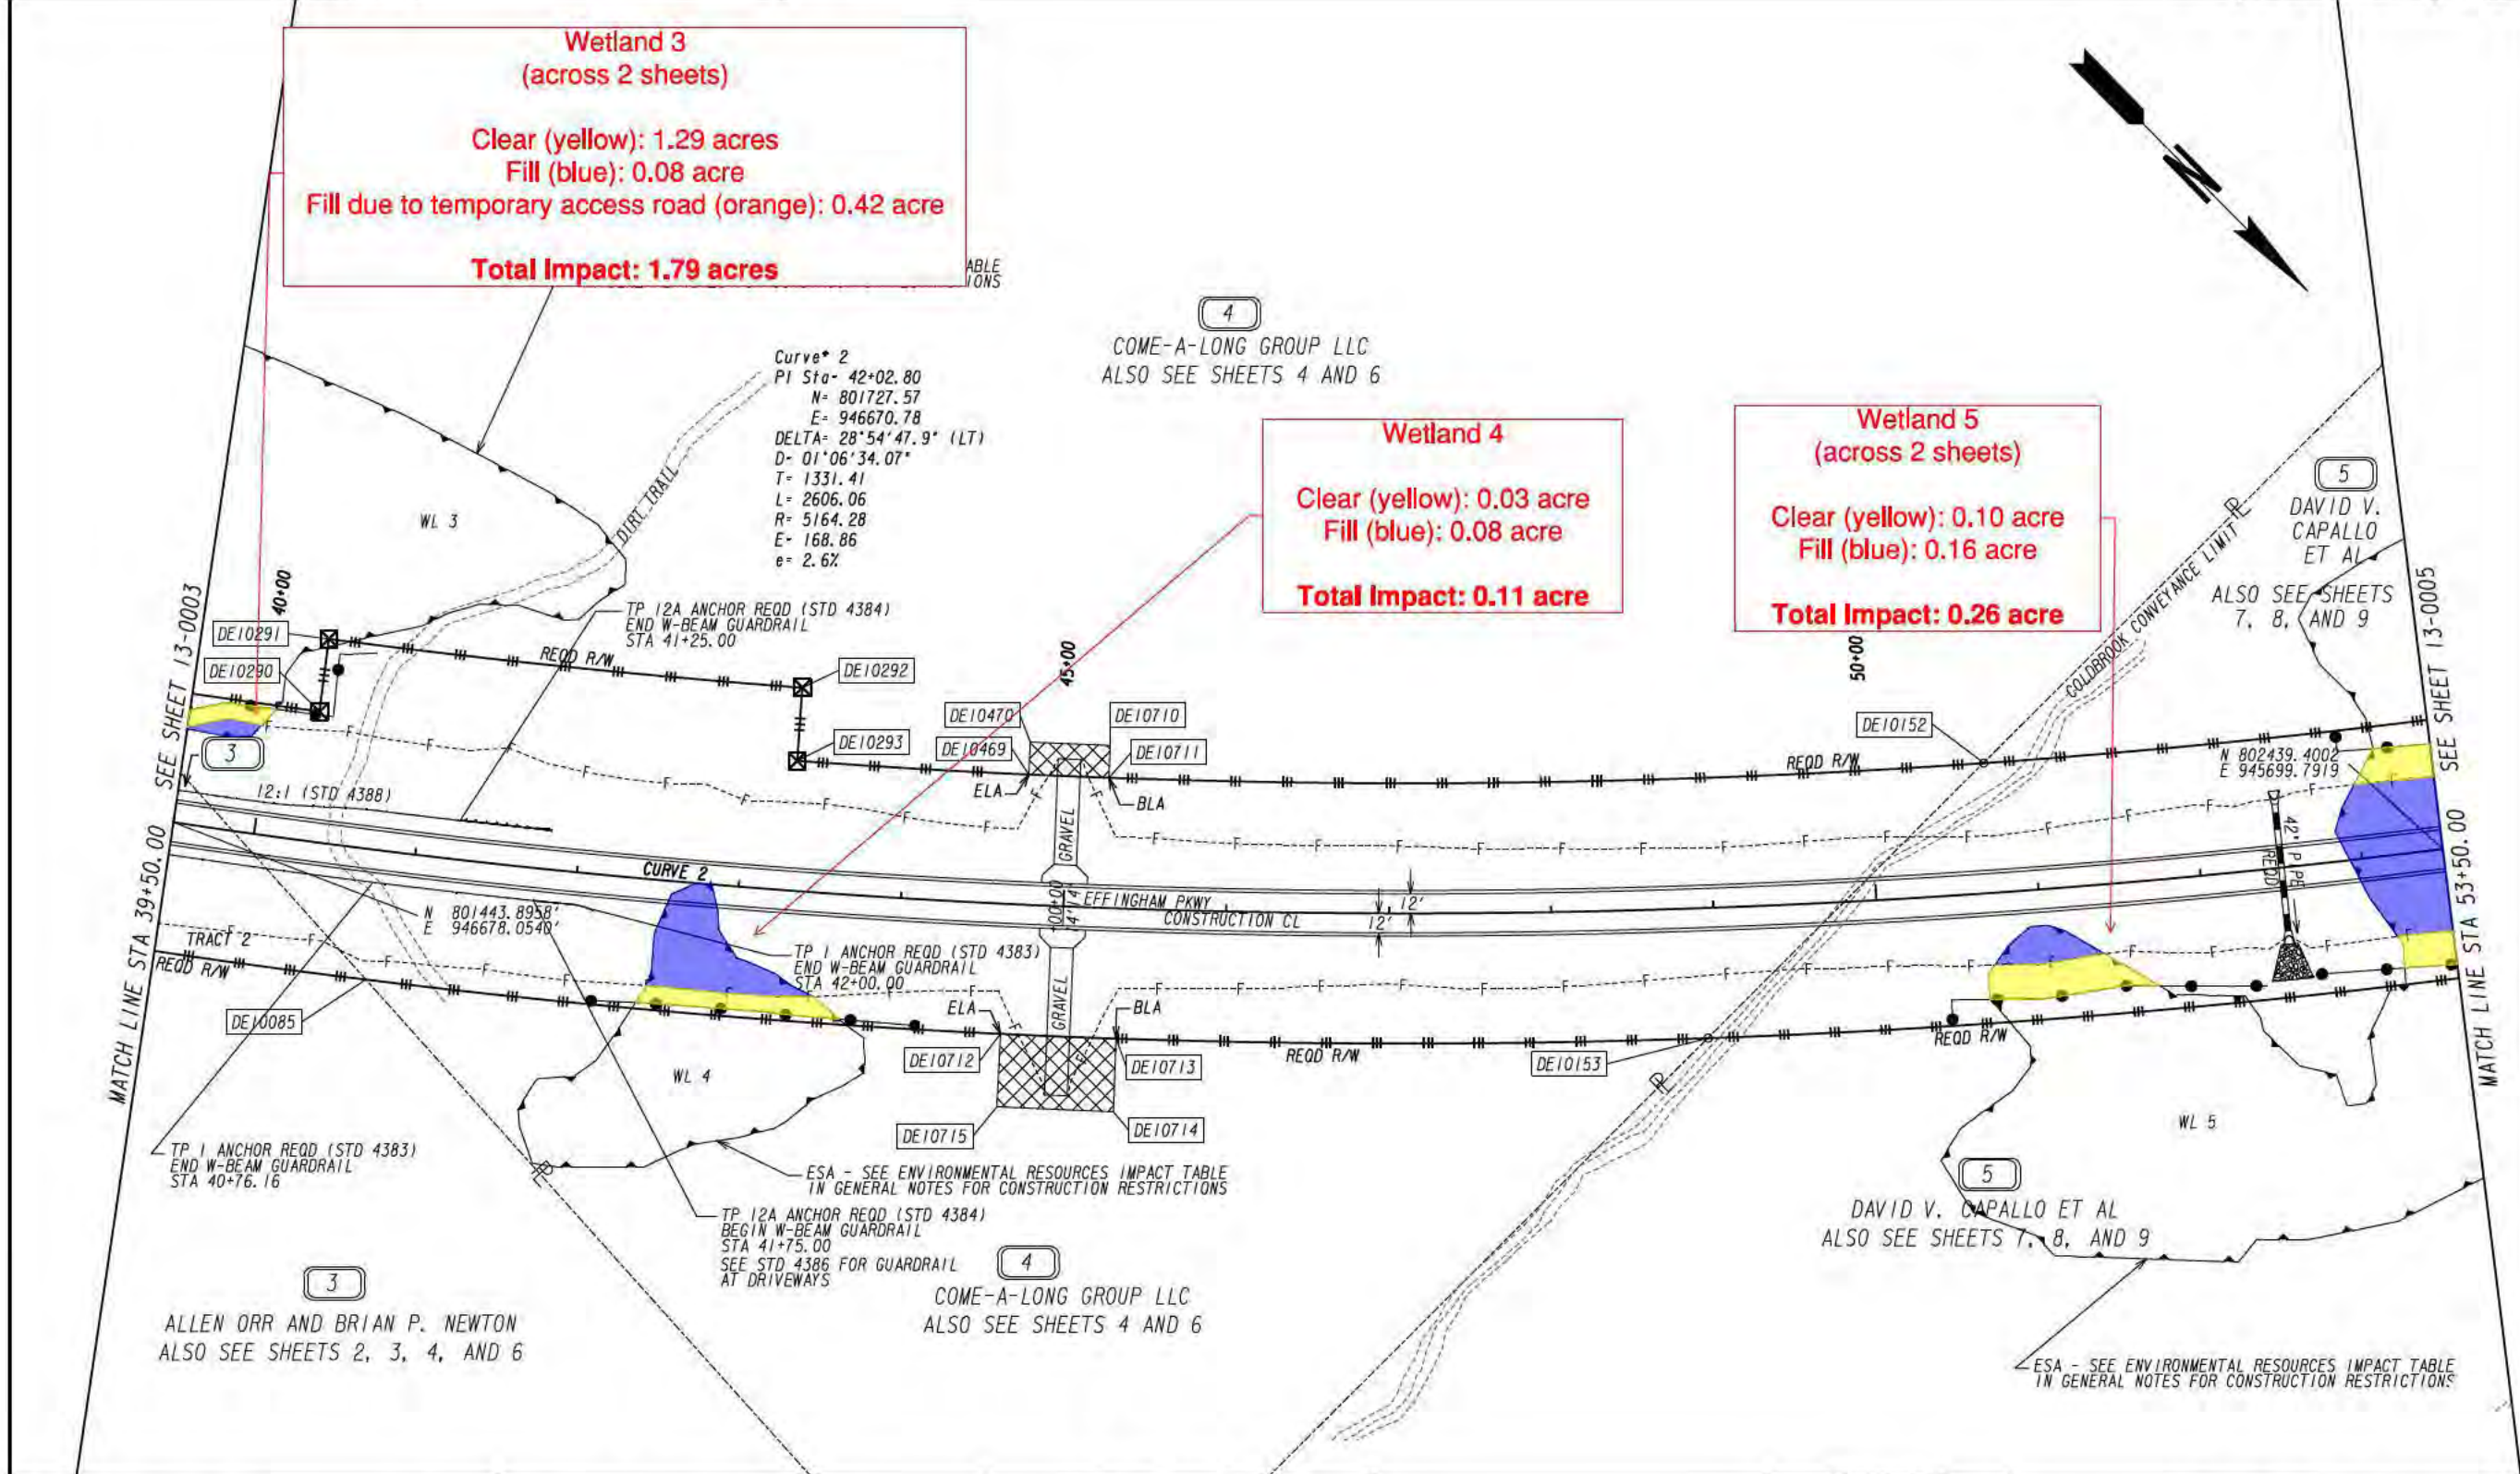 Wetland 3
(across 2 sheets)
Clear (yellow): 1.29 acres
Fill (blue): 0.08 acre
Fill due to temporary access road (orange): 0.42 acre
Total Impact: 1.79 acres
ABLE
IONS
4
COME-A-LONG GROUP LLC
ALSO SEE SHEETS 4 AND 6
N
Curve* 2
PI Sta- 42+02.80
N= 801727.57
E= 946670.78
DELTA= 28°54'47.9" (LT)
D- 01°06'34.07"
T= 1331.41
L= 2606.06
R= 5164.28
E- 168.86
e= 2.6%
Wetland 4
Clear (yellow): 0.03 acre
Fill (blue): 0.08 acre
Total Impact: 0.11 acre
Wetland 5
(across 2 sheets)
Clear (yellow): 0.10 acre
Fill (blue): 0.16 acre
Total Impact: 0.26 acre
5
DAVID V.
CAPALLO
ET AL
ALSO SEE SHEETS
7, 8, AND 9
WL 3
DIRT TRAIL
COLDBROOK CONVEYANCE LIMIT
SEE SHEET 13-0003
MATCH LINE STA 39+50.00
SEE SHEET 13-0005
MATCH LINE STA 53+50.00
40+00
45+00
50+00
DE10291
DE10290
REQD R/W
TP 12A ANCHOR REQD (STD 4384)
END W-BEAM GUARDRAIL
STA 41+25.00
DE10292
DE10293
DE10470
DE10469
DE10710
DE10711
ELA
BLA
DE10152
REQD R/W
N 802439.4002
E 945699.7919
3
12:1 (STD 4388)
GRAVEL
CURVE 2
EFFINGHAM PKWY
CONSTRUCTION CL
12'
12'
42" PIPE
REQD
N 801443.8958'
E 946678.0540'
TRACT 2
REQD R/W
TP 1 ANCHOR REQD (STD 4383)
END W-BEAM GUARDRAIL
STA 42+00.00
GRAVEL
ELA
BLA
DE10085
DE10712
DE10713
REQD R/W
DE10153
REQD R/W
WL 4
DE10715
DE10714
WL 5
TP 1 ANCHOR REQD (STD 4383)
END W-BEAM GUARDRAIL
STA 40+76.16
ESA - SEE ENVIRONMENTAL RESOURCES IMPACT TABLE
IN GENERAL NOTES FOR CONSTRUCTION RESTRICTIONS
TP 12A ANCHOR REQD (STD 4384)
BEGIN W-BEAM GUARDRAIL
STA 41+75.00
SEE STD 4386 FOR GUARDRAIL
AT DRIVEWAYS
5
DAVID V. CAPALLO ET AL
ALSO SEE SHEETS 7, 8, AND 9
3
ALLEN ORR AND BRIAN P. NEWTON
ALSO SEE SHEETS 2, 3, 4, AND 6
4
COME-A-LONG GROUP LLC
ALSO SEE SHEETS 4 AND 6
ESA - SEE ENVIRONMENTAL RESOURCES IMPACT TABLE
IN GENERAL NOTES FOR CONSTRUCTION RESTRICTIONS